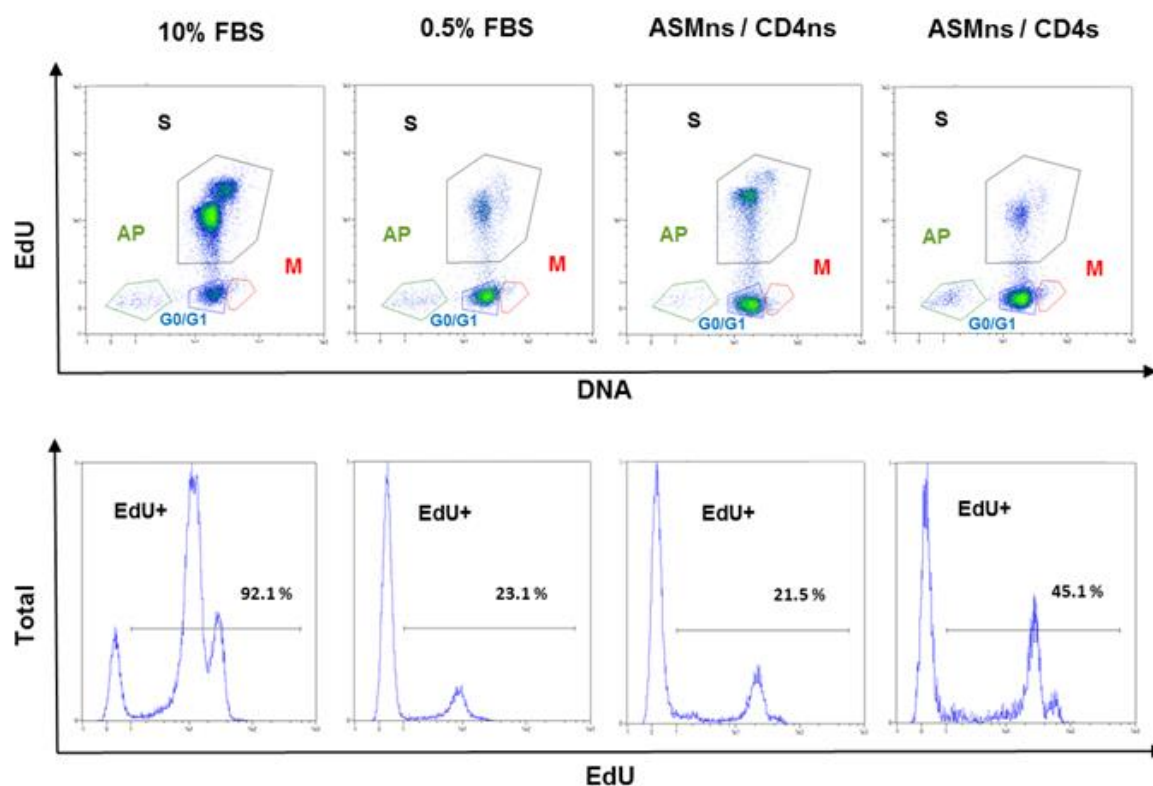 10% FBS
0.5% FBS
ASMns / CD4ns
ASMns / CD4s
EdU
S
AP
M
G0/G1
S
AP
M
G0/G1
S
AP
M
G0/G1
S
AP
M
G0/G1
DNA
Total
EdU+
92.1 %
EdU+
23.1 %
EdU+
21.5 %
EdU+
45.1 %
EdU